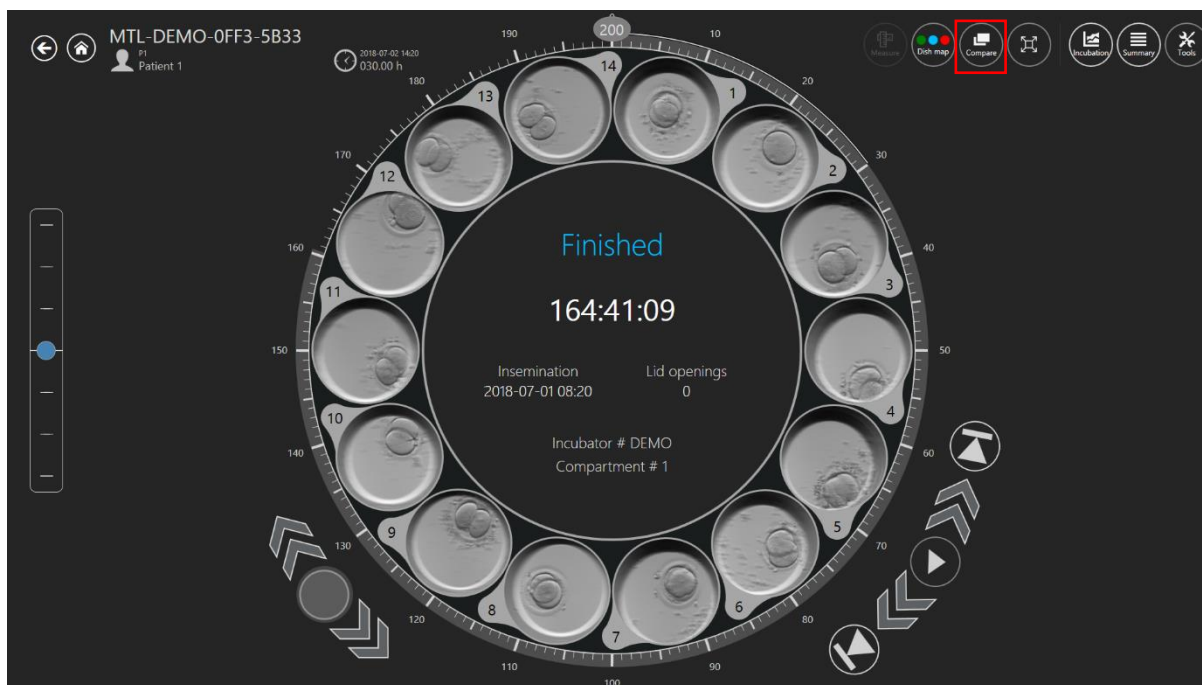 MTL-DEMO-0FF3-5B33
P1
Patient 1
2018-07-02 14:20
030.00 h
Measure
Dish map
Compare
Incubation
Summary
Tools
200
10
20
30
40
50
60
70
80
90
100
110
120
130
140
150
160
170
180
190
1
2
3
4
5
6
7
8
9
10
11
12
13
14
Finished
164:41:09
Insemination
2018-07-01 08:20
Lid openings
0
Incubator # DEMO
Compartment # 1